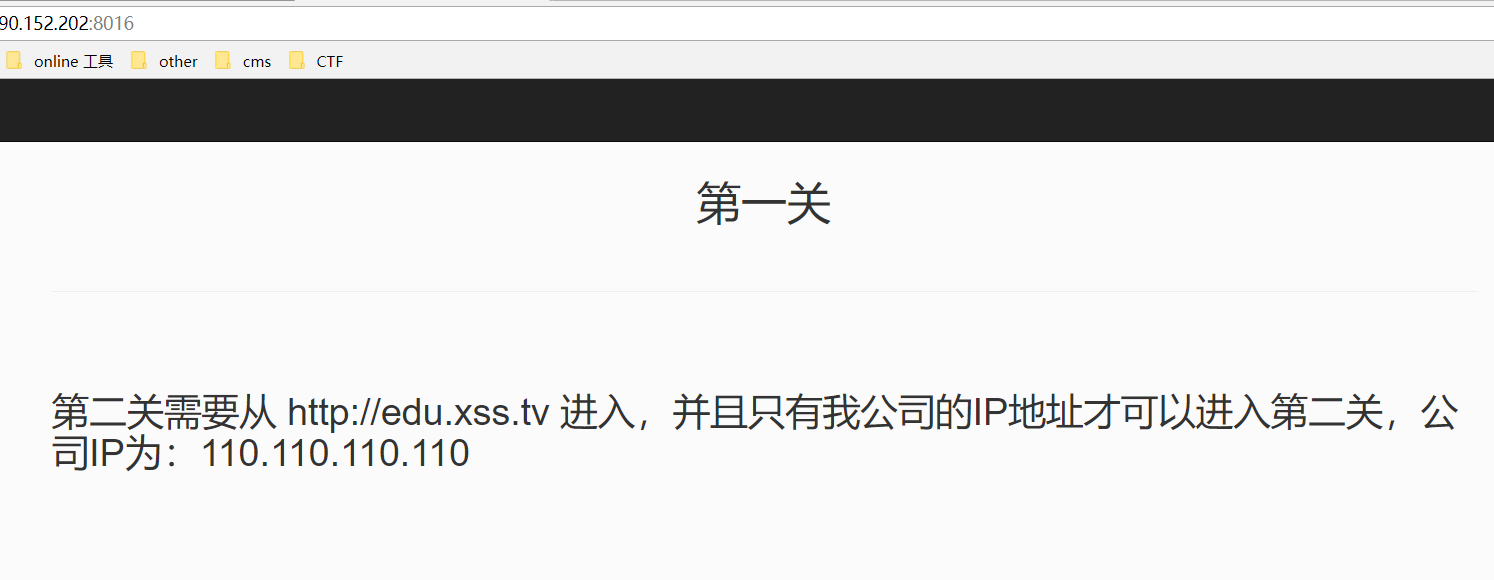 90.152.202:8016
online 工具 other cms CTF
第一关
第二关需要从 http://edu.xss.tv 进入，并且只有我公司的IP地址才可以进入第二关，公
司IP为：110.110.110.110